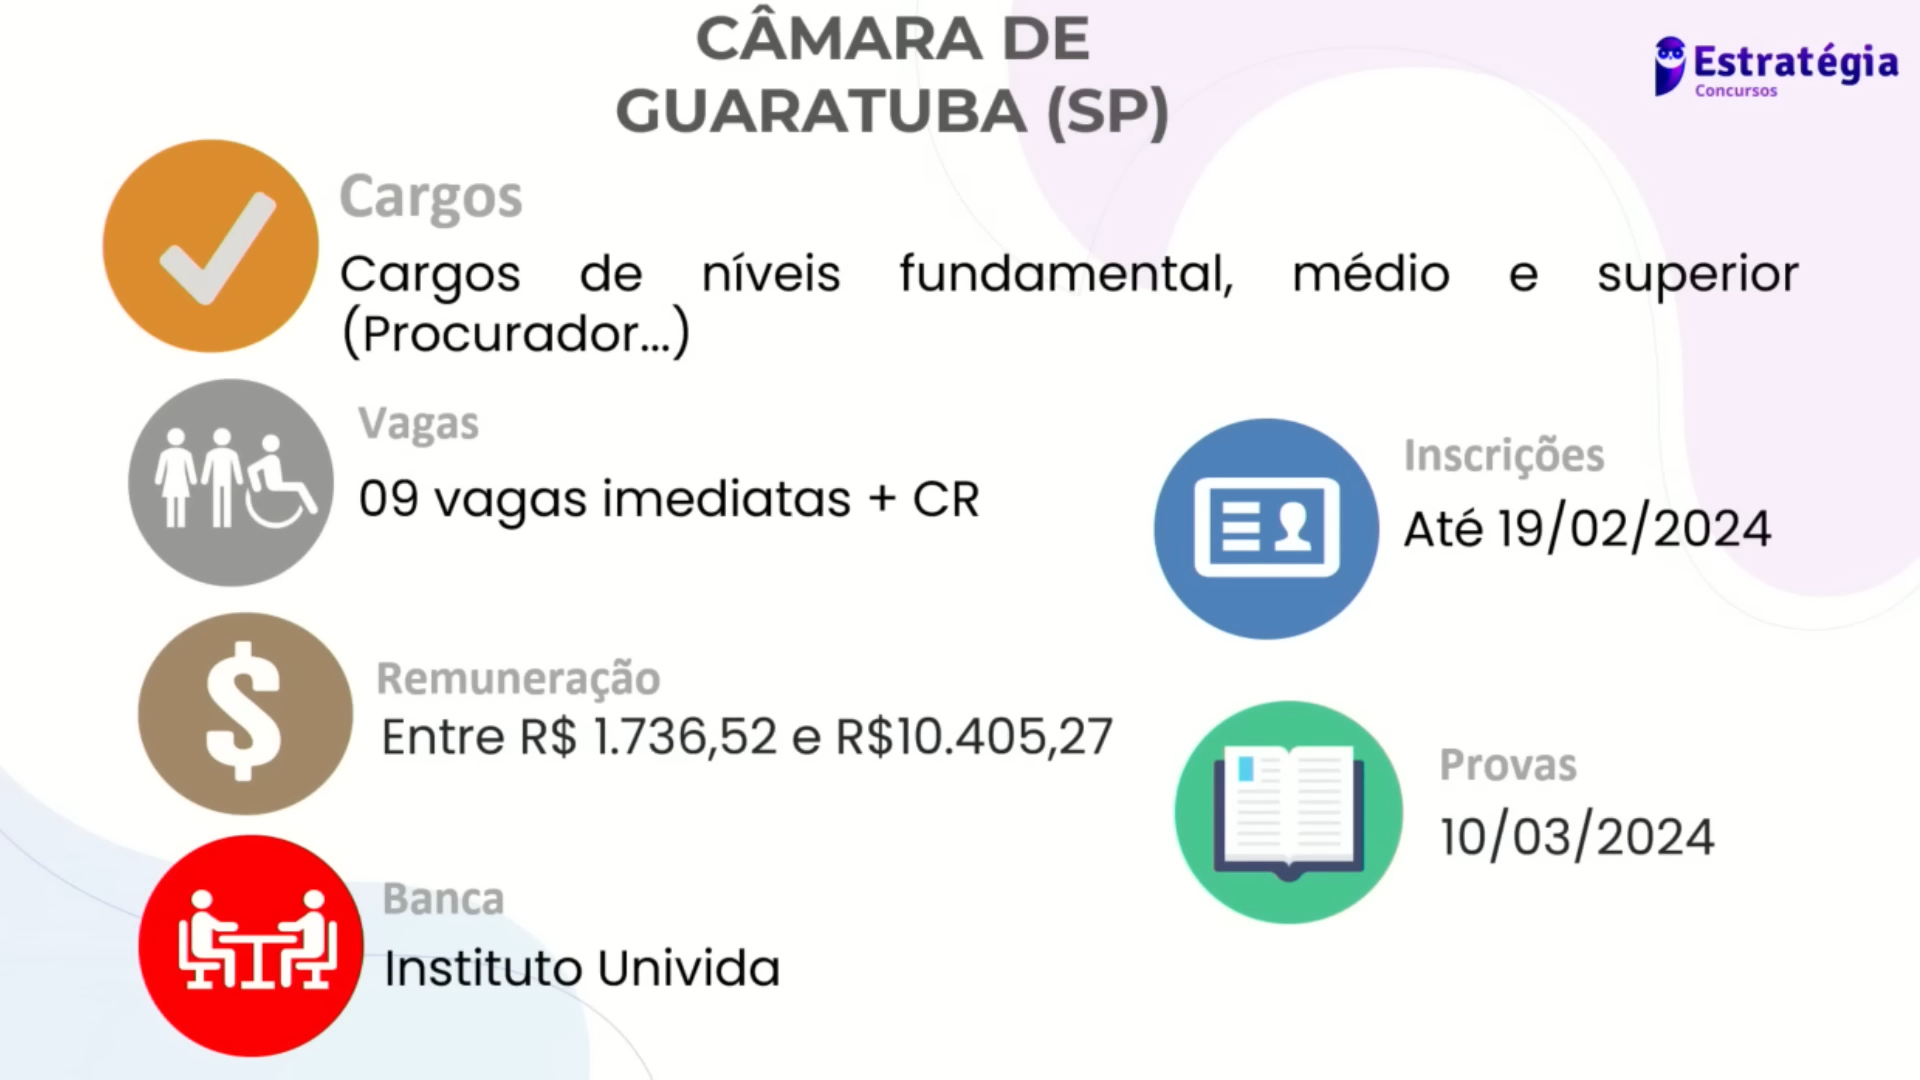 CÂMARA DE
GUARATUBA (SP)
Estratégia
Concursos
Cargos
Cargos de níveis fundamental, médio e superior
(Procurador...)
Vagas
09 vagas imediatas + CR
Inscrições
Até 19/02/2024
Remuneração
Entre R$ 1.736,52 e R$10.405,27
Provas
10/03/2024
Banca
Instituto Univida